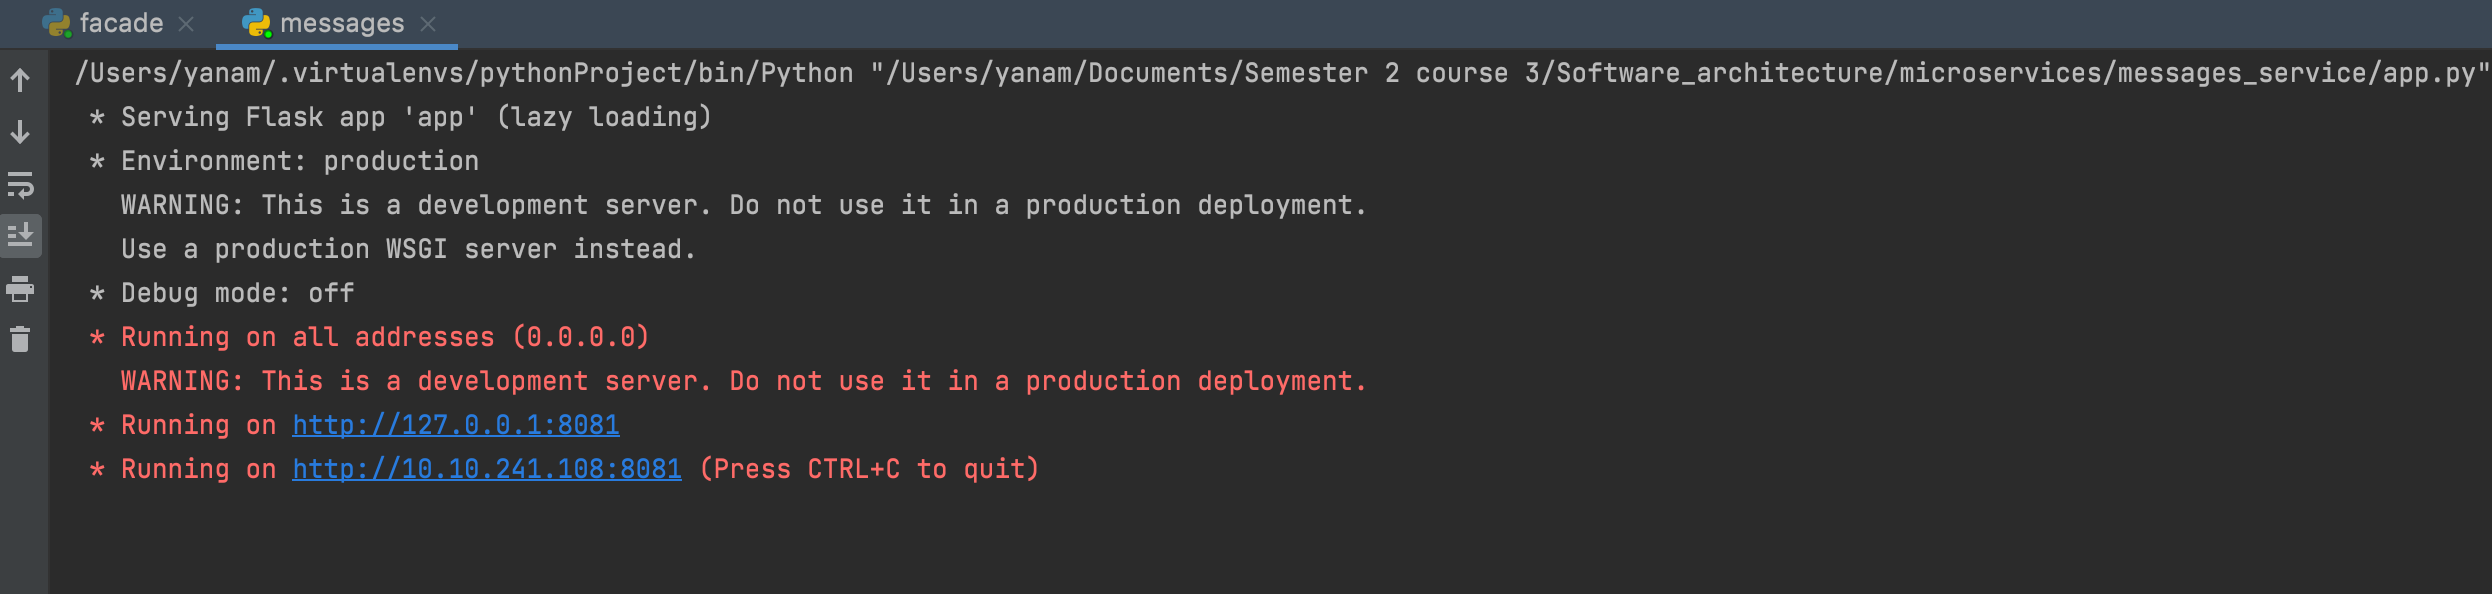 facade messages
/Users/yanam/.virtualenvs/pythonProject/bin/Python "/Users/yanam/Documents/Semester 2 course 3/Software_architecture/microservices/messages_service/app.py"
* Serving Flask app 'app' (lazy loading)
* Environment: production
WARNING: This is a development server. Do not use it in a production deployment.
Use a production WSGI server instead.
* Debug mode: off
* Running on all addresses (0.0.0.0)
WARNING: This is a development server. Do not use it in a production deployment.
* Running on http://127.0.0.1:8081
* Running on http://10.10.241.108:8081 (Press CTRL+C to quit)